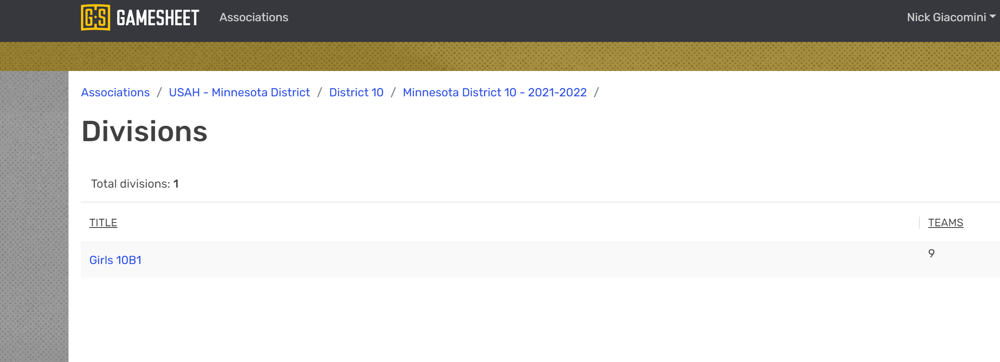 G·S GAMESHEET Associations Nick Giacomini
Associations / USAH - Minnesota District / District 10 / Minnesota District 10 - 2021-2022 /
Divisions
Total divisions: 1
TITLE TEAMS
Girls 10B1 9